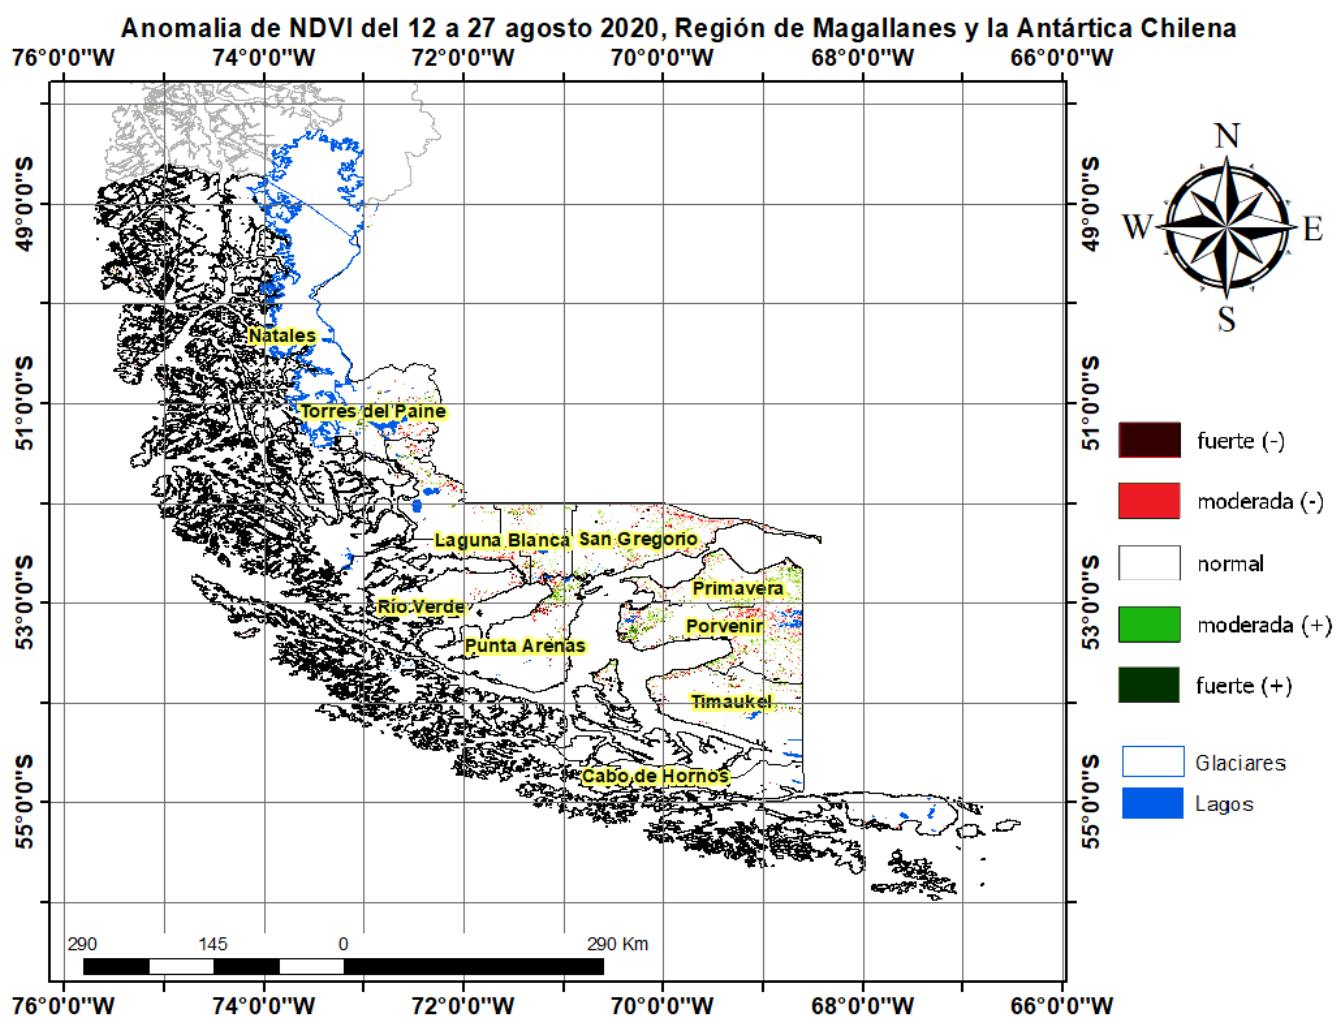 Anomalia de NDVI del 12 a 27 agosto 2020, Región de Magallanes y la Antártica Chilena
76°0'0"W 74°0'0"W 72°0'0"W 70°0'0"W 68°0'0"W 66°0'0"W
N
W E
S
49°0'0"S 49°0'0"S
Natales
51°0'0"S 51°0'0"S
Torres del Paine
fuerte (-)
moderada (-)
Laguna Blanca San Gregorio
normal
53°0'0"S 53°0'0"S
Primavera
Río Verde
Porvenir
moderada (+)
Punta Arenas
fuerte (+)
Timaukel
Glaciares
Cabo de Hornos
Lagos
55°0'0"S 55°0'0"S
290 145 0 290 Km
76°0'0"W 74°0'0"W 72°0'0"W 70°0'0"W 68°0'0"W 66°0'0"W